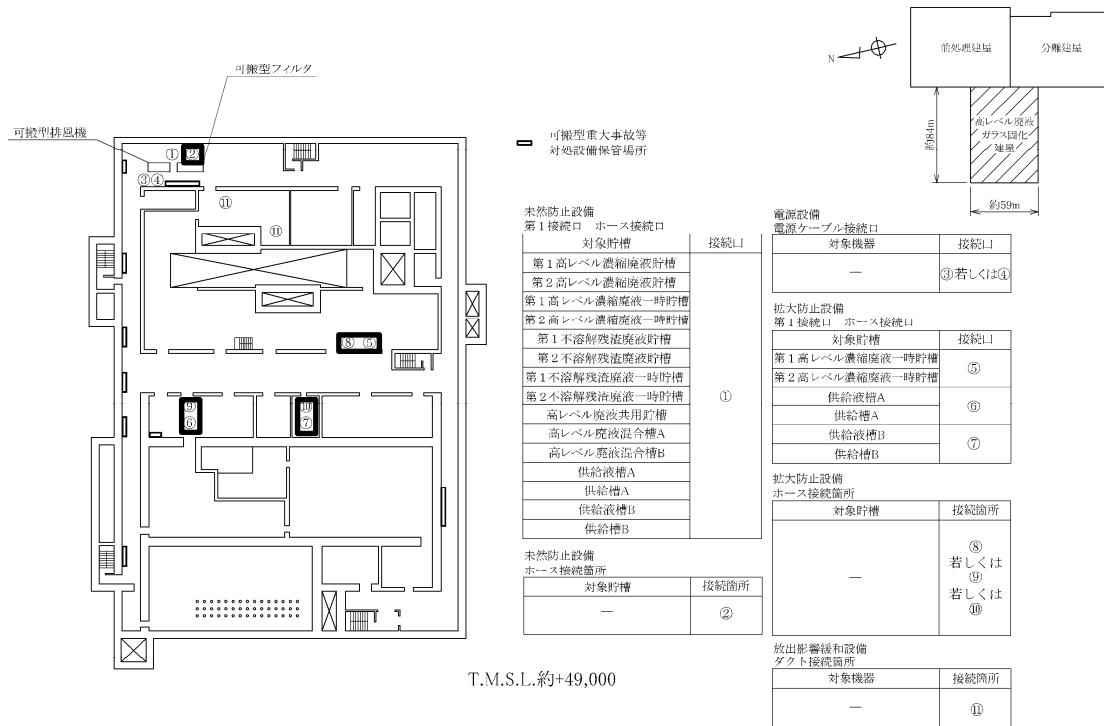 可搬型フィルタ
可搬型排風機
① ②
③④
⑪
⑪
⑧ ⑤
⑨ ⑩
⑥ ⑦
T.M.S.L.約+49,000
可搬型重大事故等
対処設備保管場所
N
前処理建屋
分離建屋
高レベル廃液
ガラス固化
建屋
約84m
約59m
未然防止設備
第1接続口 ホース接続口
対象貯槽 接続口
第1高レベル濃縮廃液貯槽
第2高レベル濃縮廃液貯槽
第1高レベル濃縮廃液一時貯槽
第2高レベル濃縮廃液一時貯槽
第1不溶解残渣廃液貯槽
第2不溶解残渣廃液貯槽
第1不溶解残渣廃液一時貯槽
第2不溶解残渣廃液一時貯槽
①
高レベル廃液共用貯槽
高レベル廃液混合槽A
高レベル廃液混合槽B
供給液槽A
供給槽A
供給液槽B
供給槽B
未然防止設備
ホース接続箇所
対象貯槽 接続箇所
— ②
電源設備
電源ケーブル接続口
対象機器 接続口
— ③若しくは④
拡大防止設備
第1接続口 ホース接続口
対象貯槽 接続口
第1高レベル濃縮廃液一時貯槽
第2高レベル濃縮廃液一時貯槽
⑤
供給液槽A
供給槽A
⑥
供給液槽B
供給槽B
⑦
拡大防止設備
ホース接続箇所
対象貯槽 接続箇所
—
⑧
若しくは
⑨
若しくは
⑩
放出影響緩和設備
ダクト接続箇所
対象機器 接続箇所
— ⑪